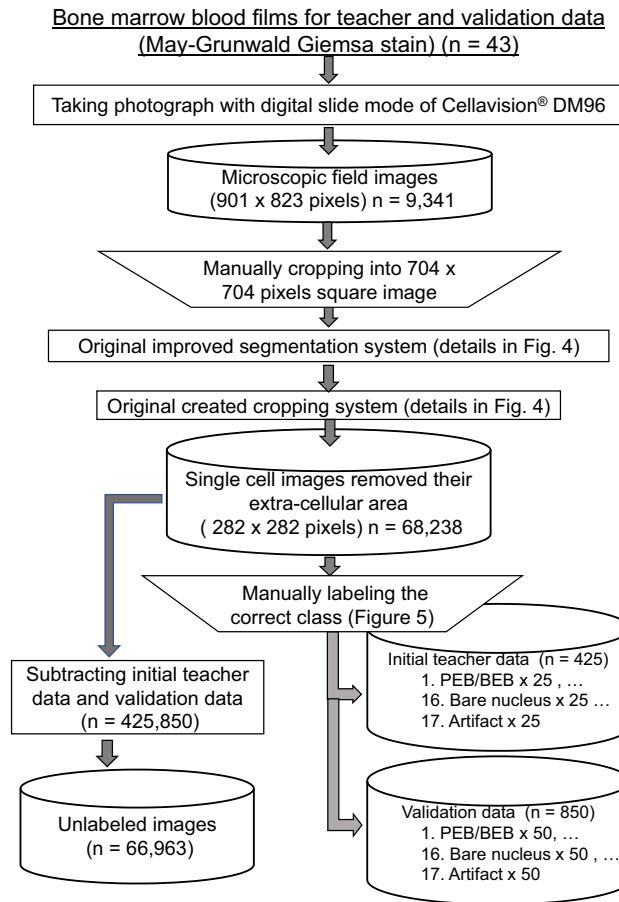 Bone marrow blood films for teacher and validation data
(May-Grunwald Giemsa stain) (n = 43)
Taking photograph with digital slide mode of Cellavision® DM96
Microscopic field images
(901 x 823 pixels) n = 9,341
Manually cropping into 704 x
704 pixels square image
Original improved segmentation system (details in Fig. 4)
Original created cropping system (details in Fig. 4)
Single cell images removed their
extra-cellular area
( 282 x 282 pixels) n = 68,238
Manually labeling the
correct class (Figure 5)
Subtracting initial teacher
data and validation data
(n = 425,850)
Unlabeled images
(n = 66,963)
Initial teacher data (n = 425)
1. PEB/BEB x 25 , …
16. Bare nucleus x 25 …
17. Artifact x 25
Validation data (n = 850)
1. PEB/BEB x 50, …
16. Bare nucleus x 50 , …
17. Artifact x 50